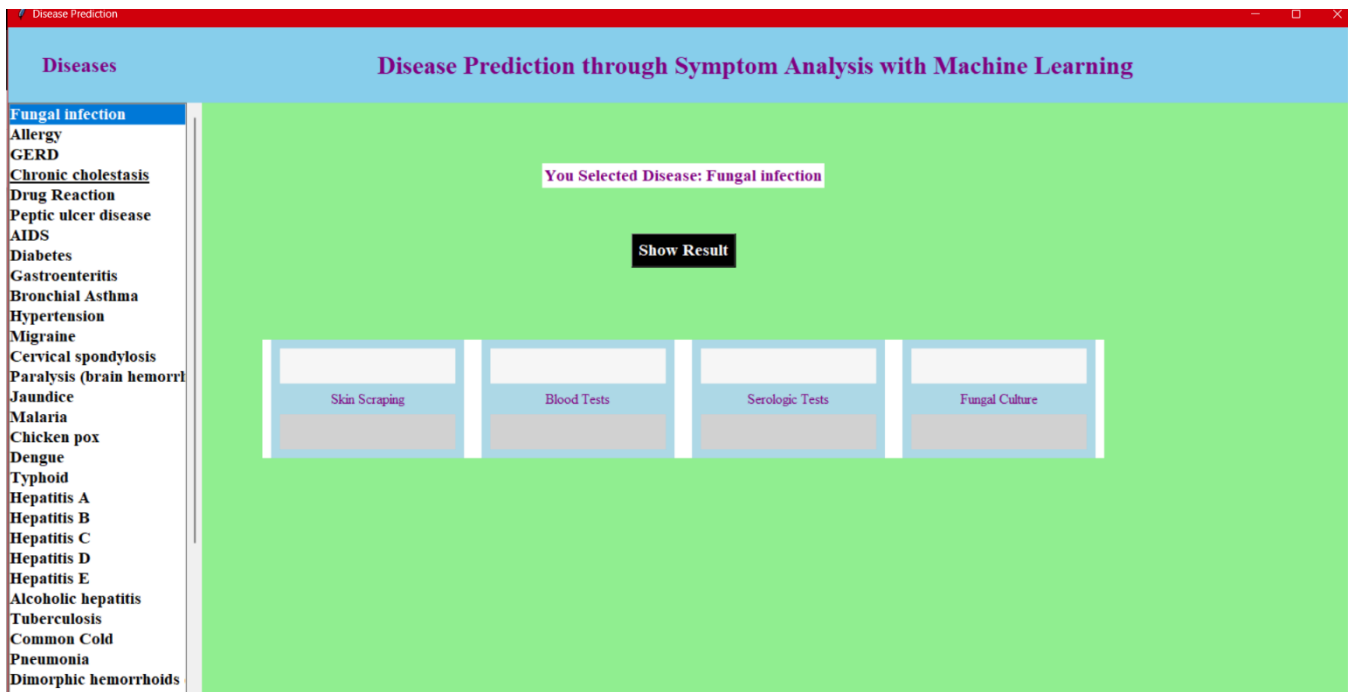 Disease Prediction
Diseases
Disease Prediction through Symptom Analysis with Machine Learning
Fungal infection
Allergy
GERD
Chronic cholestasis
Drug Reaction
Peptic ulcer disease
AIDS
Diabetes
Gastroenteritis
Bronchial Asthma
Hypertension
Migraine
Cervical spondylosis
Paralysis (brain hemorrh
Jaundice
Malaria
Chicken pox
Dengue
Typhoid
Hepatitis A
Hepatitis B
Hepatitis C
Hepatitis D
Hepatitis E
Alcoholic hepatitis
Tuberculosis
Common Cold
Pneumonia
Dimorphic hemorrhoids
You Selected Disease: Fungal infection
Show Result
Skin Scraping
Blood Tests
Serologic Tests
Fungal Culture